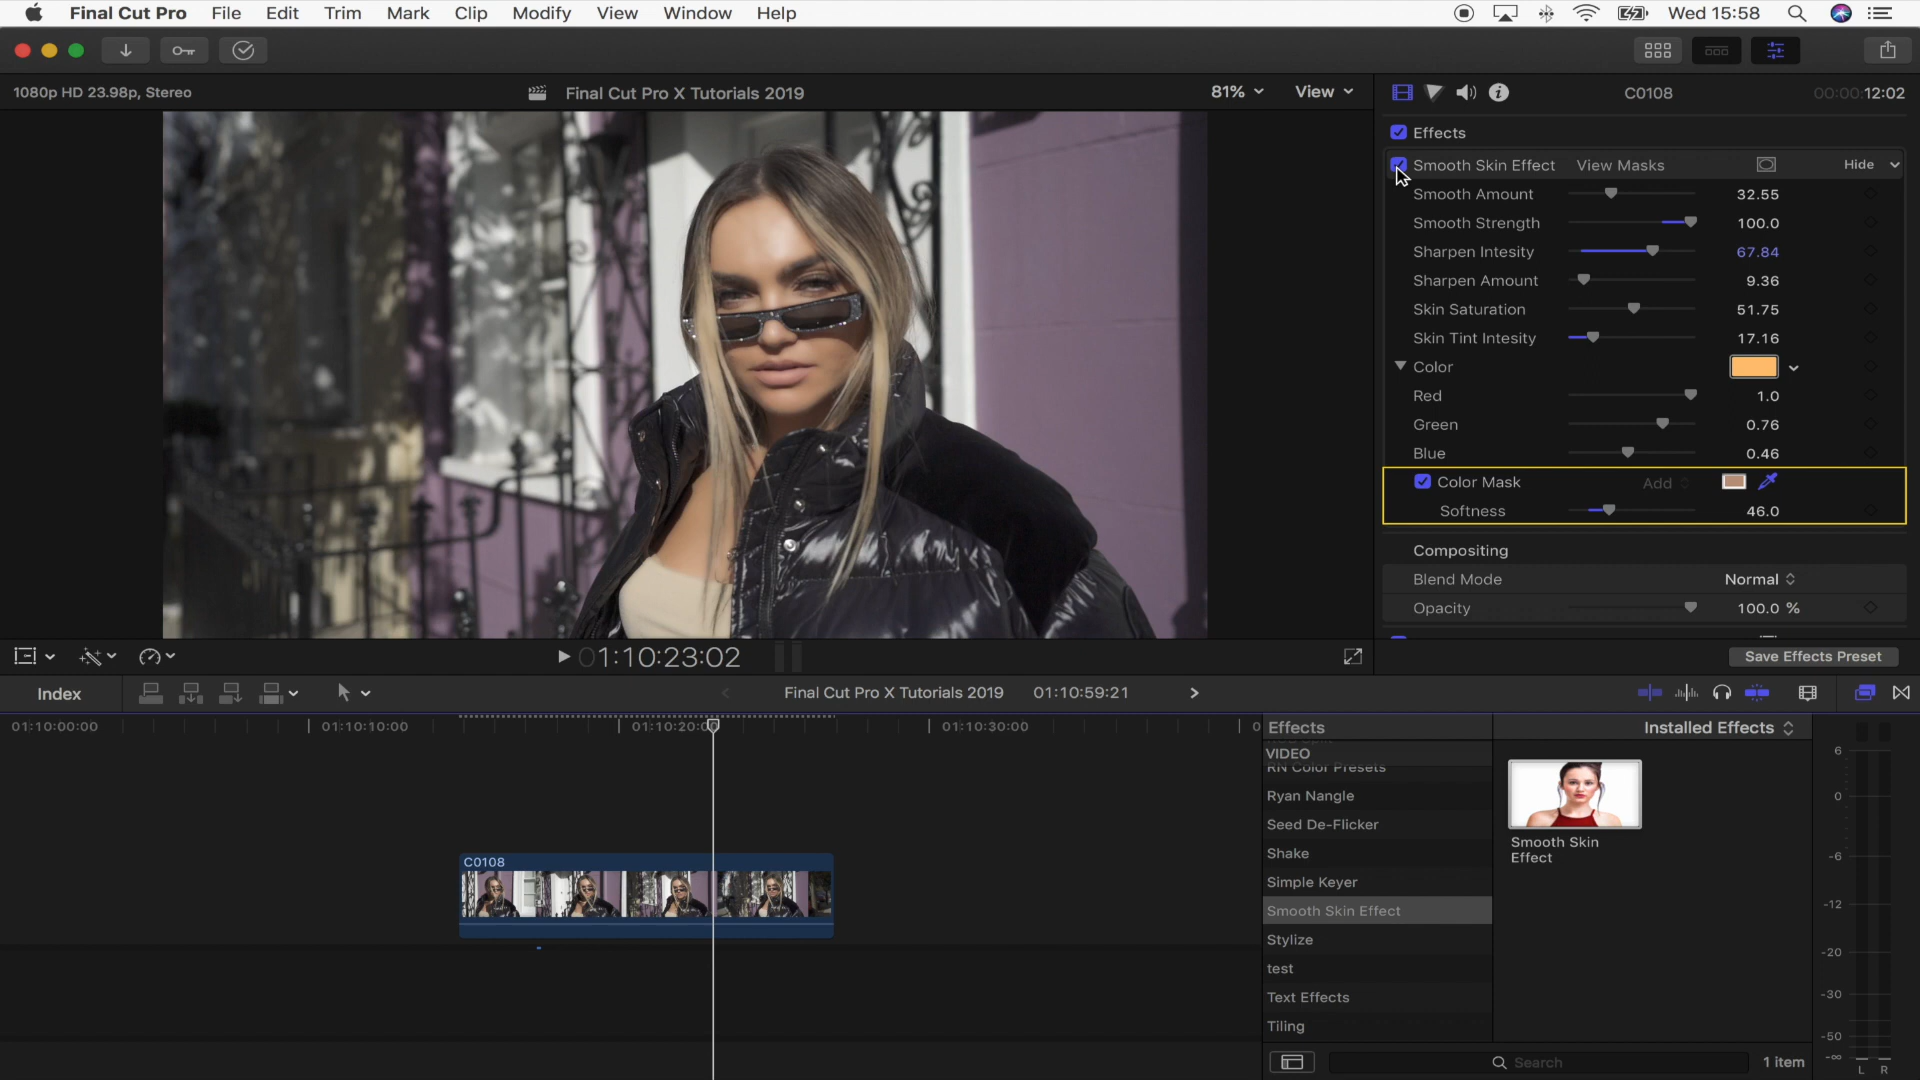 Final Cut Pro File Edit Trim Mark Clip Modify View Window Help Wed 15:58
1080p HD 23.98p, Stereo Final Cut Pro X Tutorials 2019 81% View C0108 00:00:12:02
Effects
Smooth Skin Effect View Masks Hide
Smooth Amount 32.55
Smooth Strength 100.0
Sharpen Intesity 67.84
Sharpen Amount 9.36
Skin Saturation 51.75
Skin Tint Intesity 17.16
Color
Red 1.0
Green 0.76
Blue 0.46
Color Mask Add
Softness 46.0
Compositing
Blend Mode Normal
Opacity 100.0 %
01:10:23:02 Save Effects Preset
Index Final Cut Pro X Tutorials 2019 01:10:59:21
01:10:00:00 01:10:10:00 01:10:20:00 01:10:30:00
C0108
Effects Installed Effects
VIDEO
RN Color Presets
Ryan Nangle
Seed De-Flicker
Shake
Simple Keyer
Smooth Skin Effect
Stylize
test
Text Effects
Tiling
Smooth Skin
Effect
Search 1 item
6
0
-6
-12
-20
-30
-50
-∞
L R